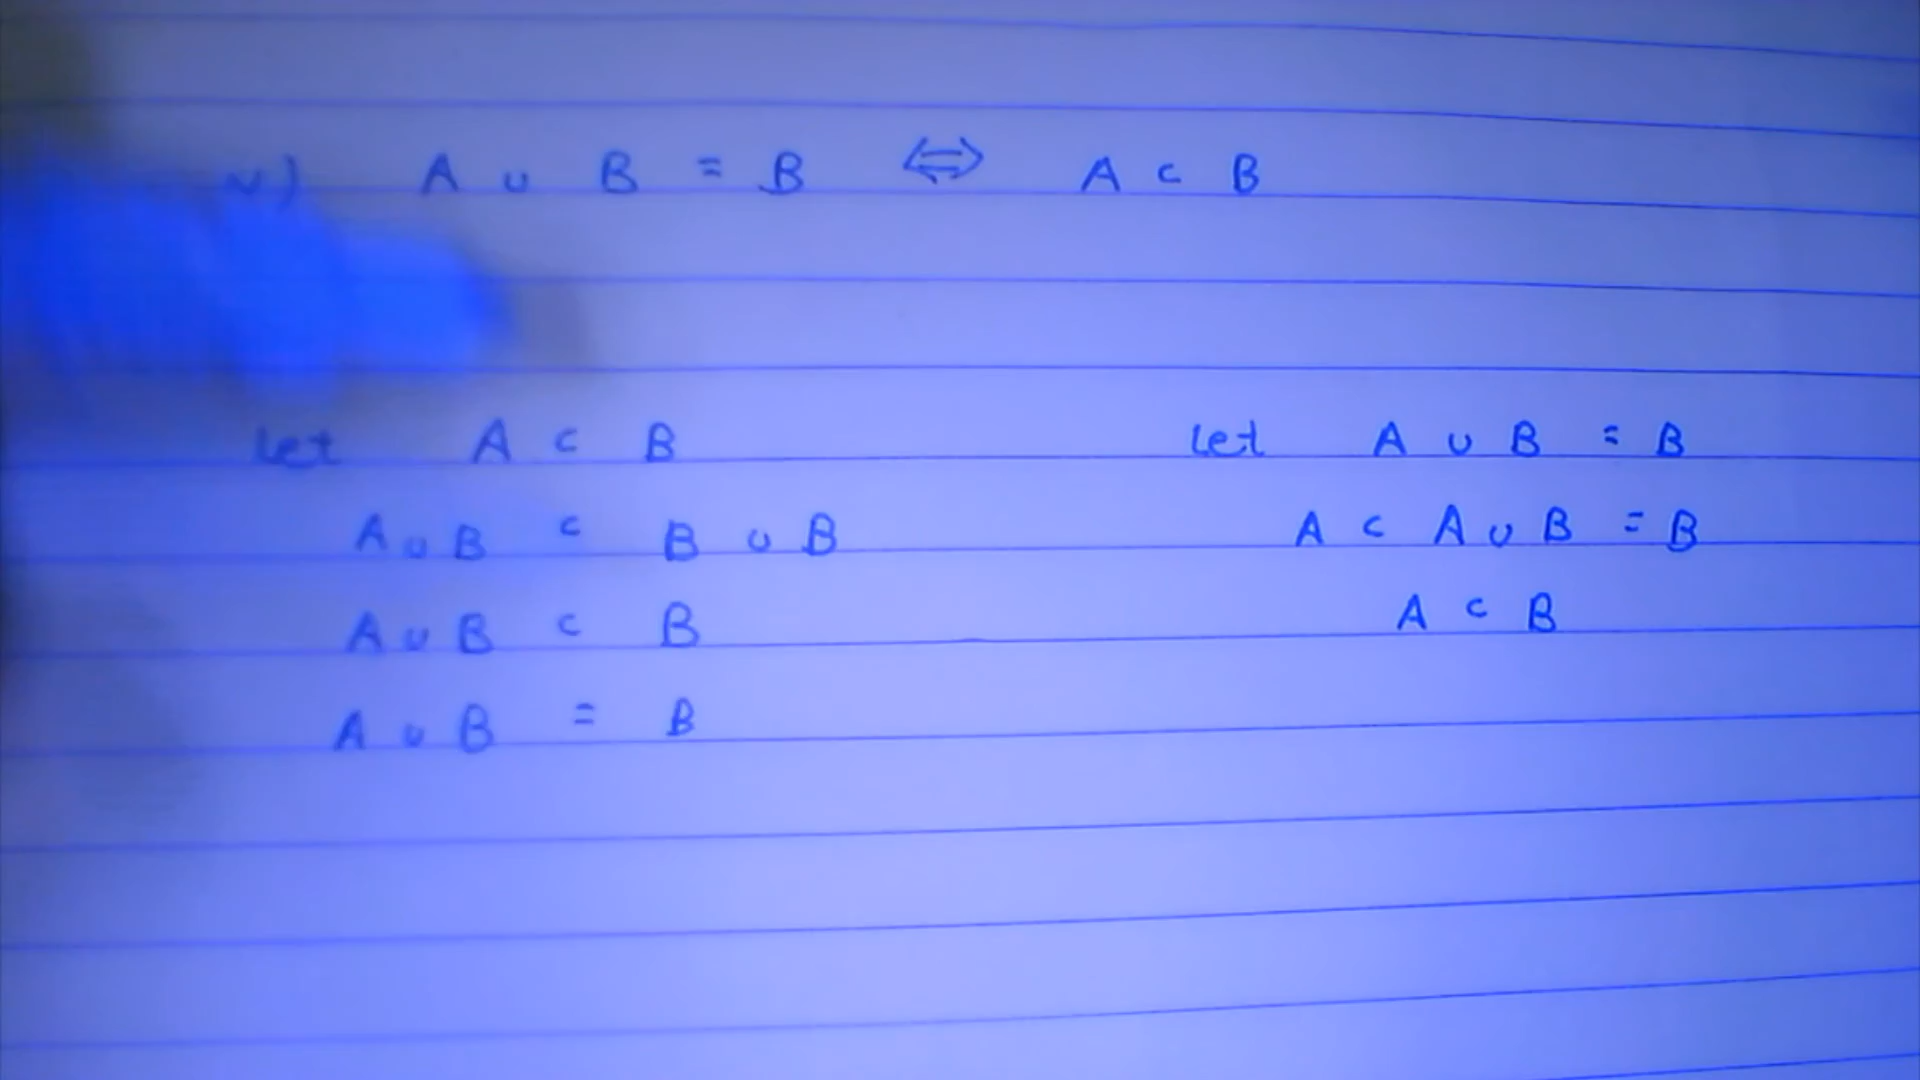 v) A ∪ B = B ⇔ A ⊂ B
Let A ⊂ B
A ∪ B ⊂ B ∪ B
A ∪ B ⊂ B
A ∪ B = B
Let A ∪ B = B
A ⊂ A ∪ B = B
A ⊂ B